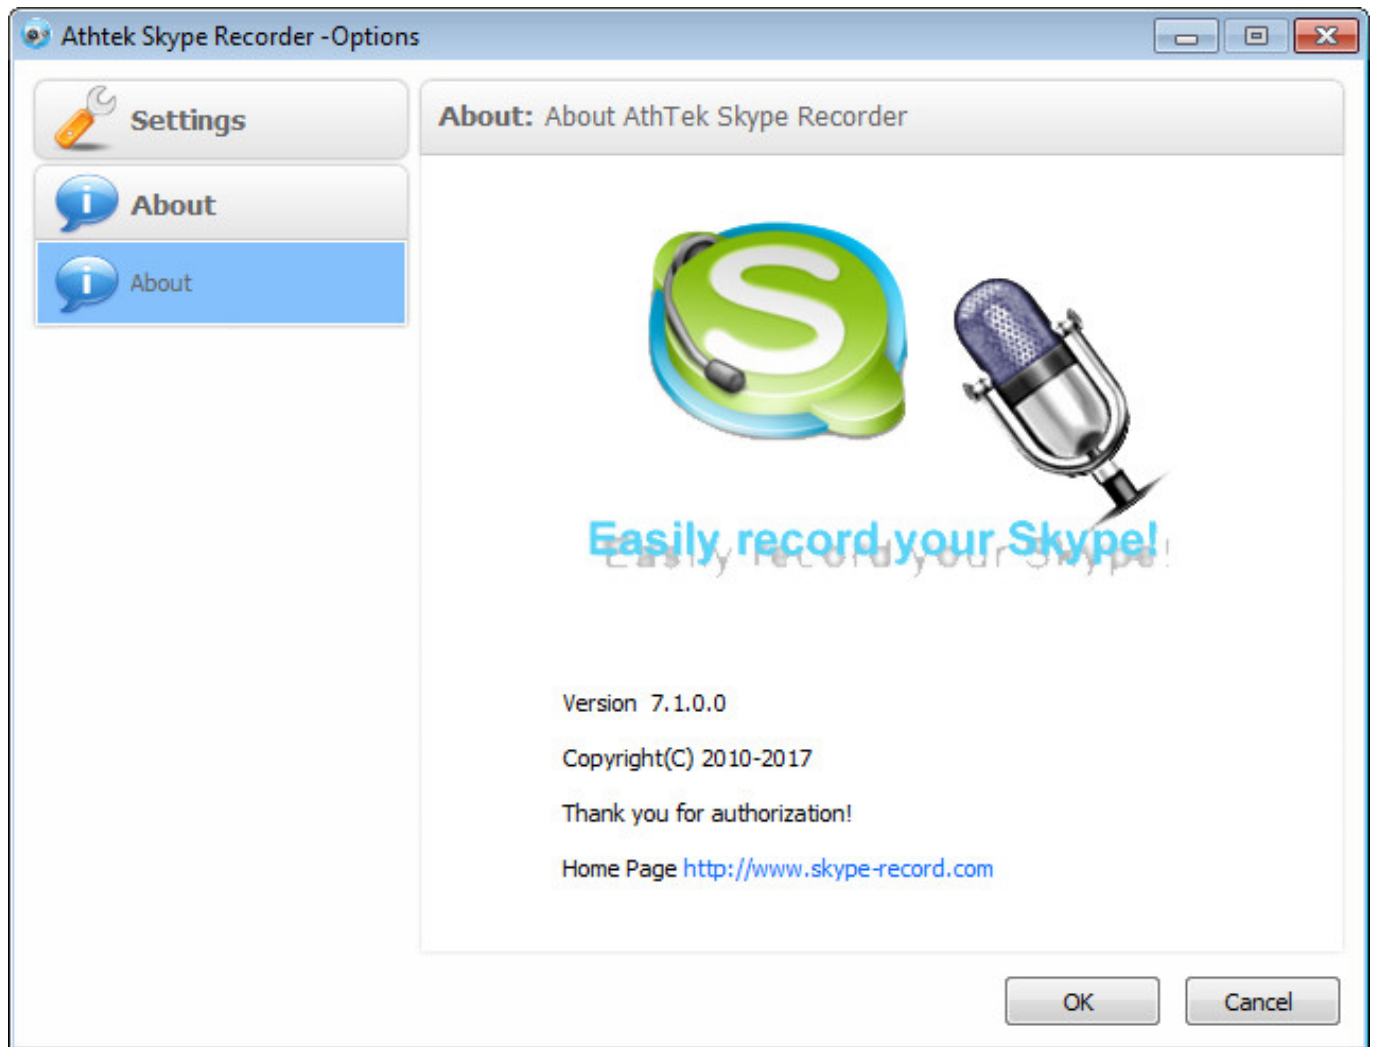 Athtek Skype Recorder -Options
Settings
About
About
About: About AthTek Skype Recorder
S
Easily record your Skype!
Version 7.1.0.0
Copyright(C) 2010-2017
Thank you for authorization!
Home Page http://www.skype-record.com
OK
Cancel